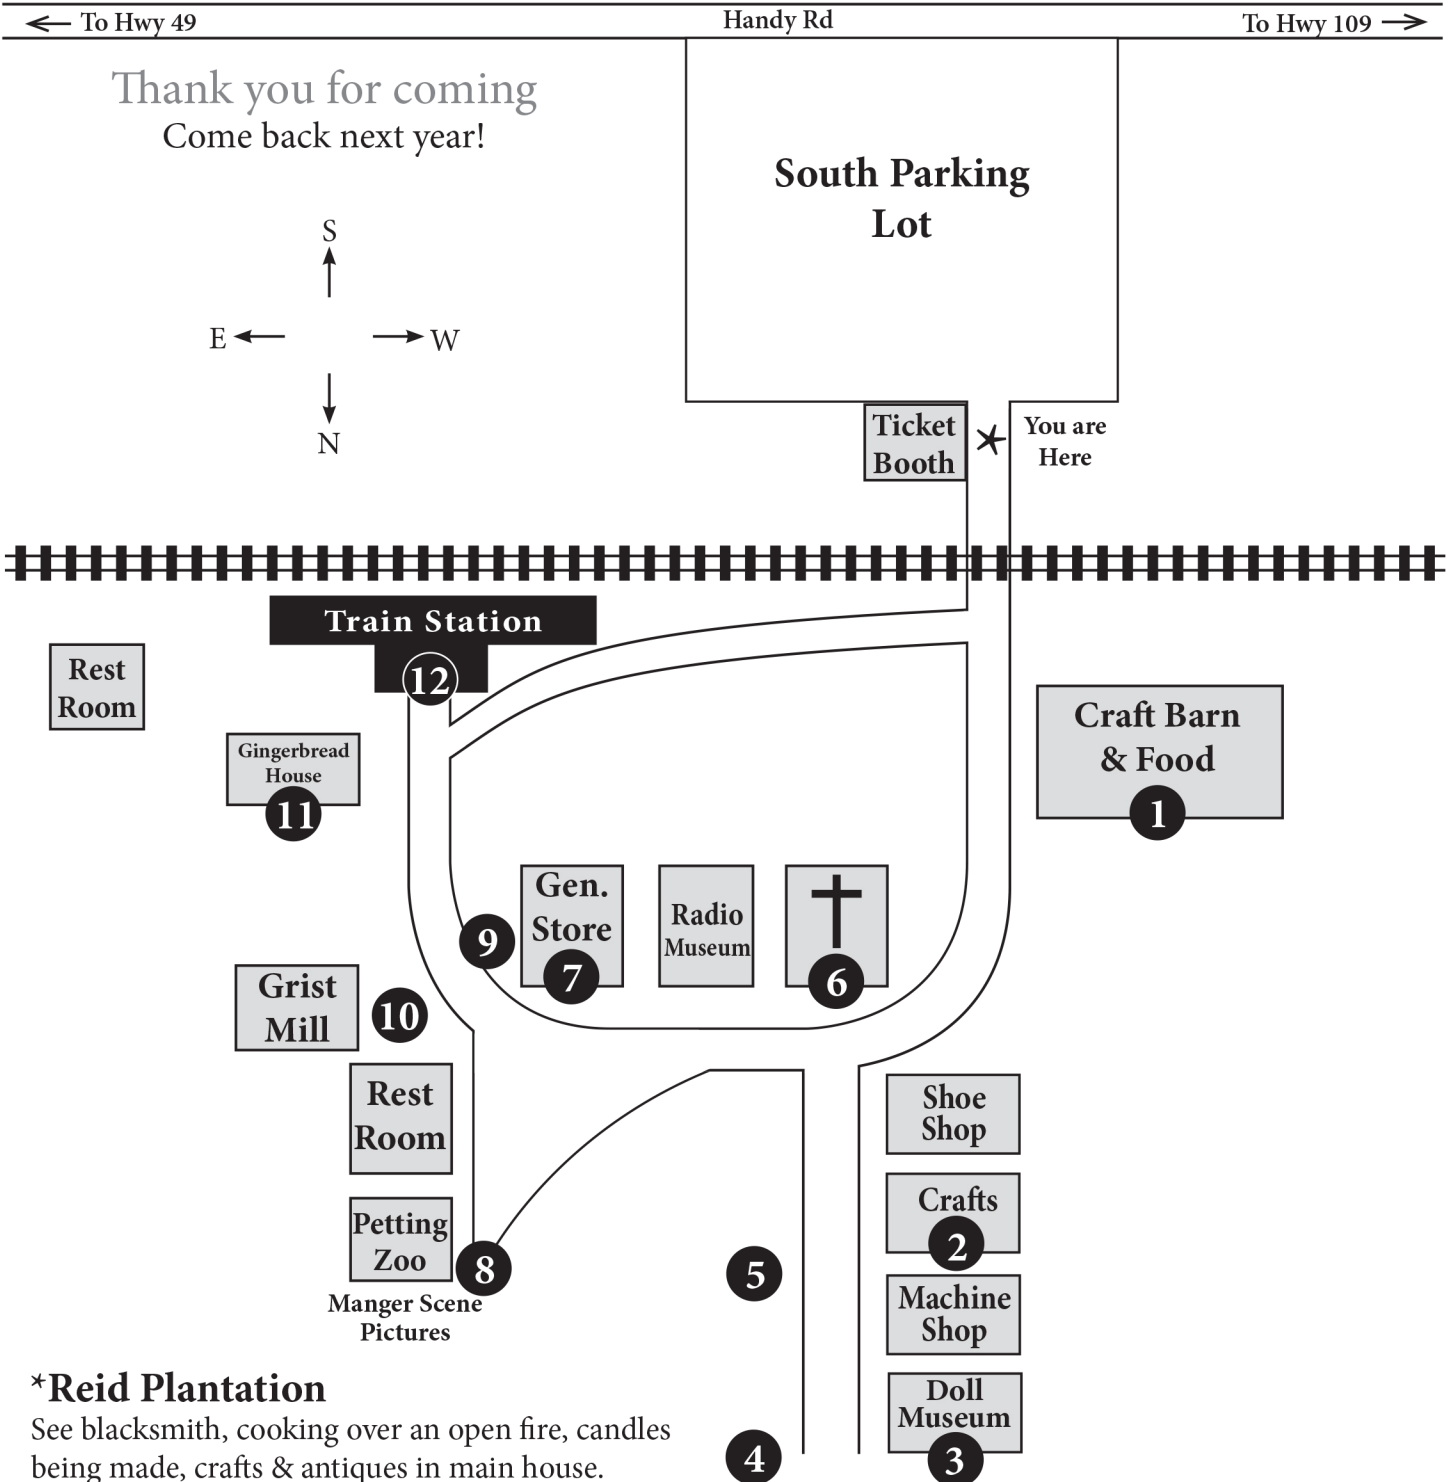 To Hwy 49
Handy Rd
To Hwy 109
Thank you for coming
Come back next year!
South Parking
Lot
S
E
W
N
Ticket
Booth
You are
Here
Train Station
12
Rest
Room
Gingerbread
House
11
Craft Barn
& Food
1
Gen.
Store
7
9
Radio
Museum
6
Grist
Mill
10
Rest
Room
Shoe
Shop
Crafts
2
Petting
Zoo
8
5
Manger Scene
Pictures
Machine
Shop
*Reid Plantation
See blacksmith, cooking over an open fire, candles
being made, crafts & antiques in main house.
Doll
Museum
4
3